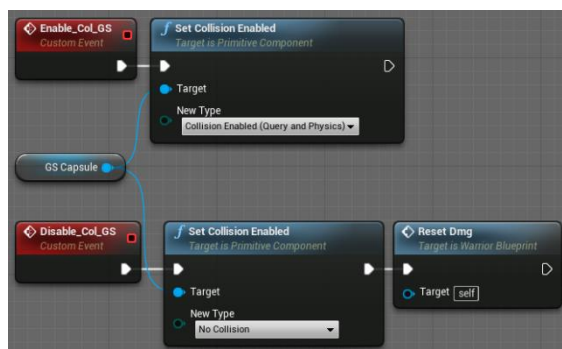 Enable_Col_GS
Custom Event
f Set Collision Enabled
Target is Primitive Component
Target
New Type
Collision Enabled (Query and Physics)
GS Capsule
Disable_Col_GS
Custom Event
f Set Collision Enabled
Target is Primitive Component
Target
New Type
No Collision
Reset Dmg
Target is Warrior Blueprint
Target self